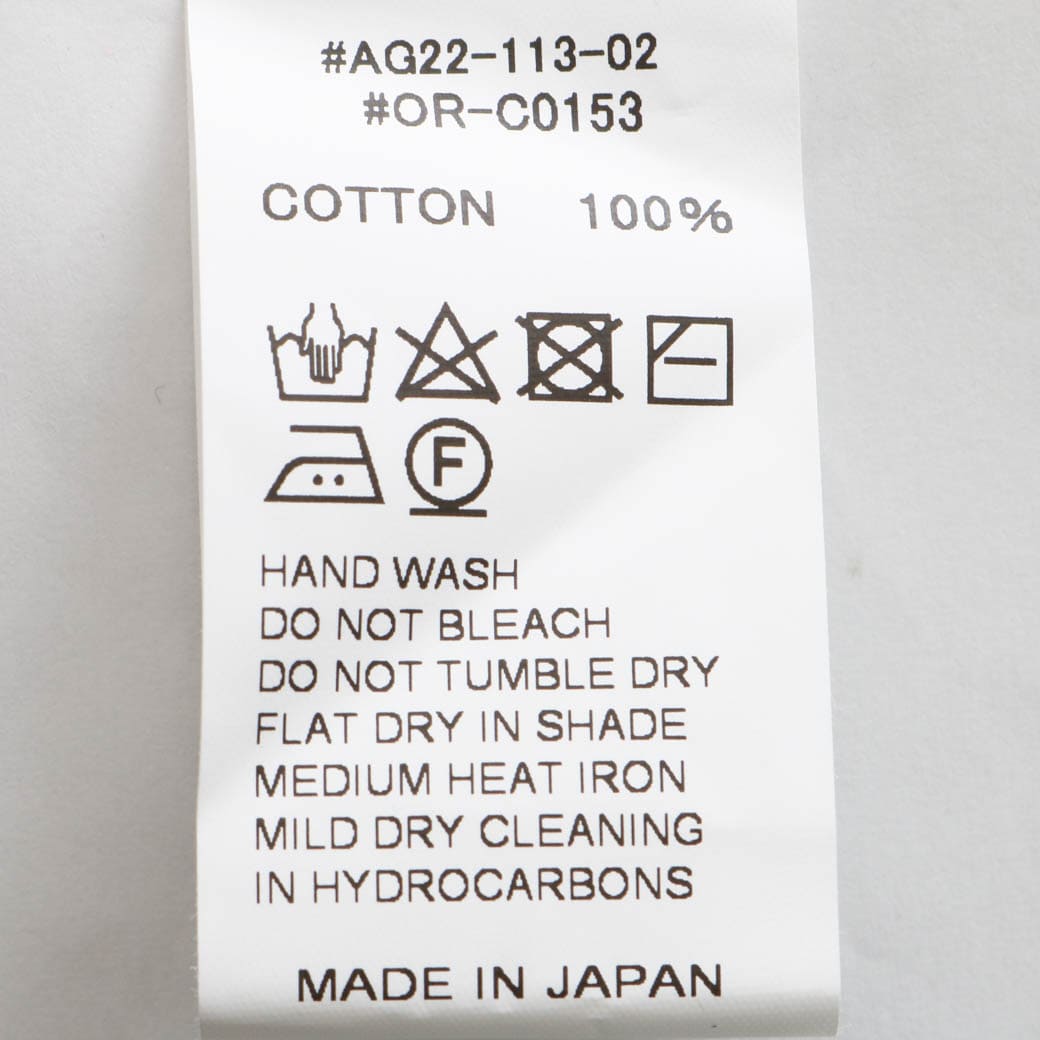 #AG22-113-02
#OR-C0153
COTTON 100%
F
HAND WASH
DO NOT BLEACH
DO NOT TUMBLE DRY
FLAT DRY IN SHADE
MEDIUM HEAT IRON
MILD DRY CLEANING
IN HYDROCARBONS
MADE IN JAPAN